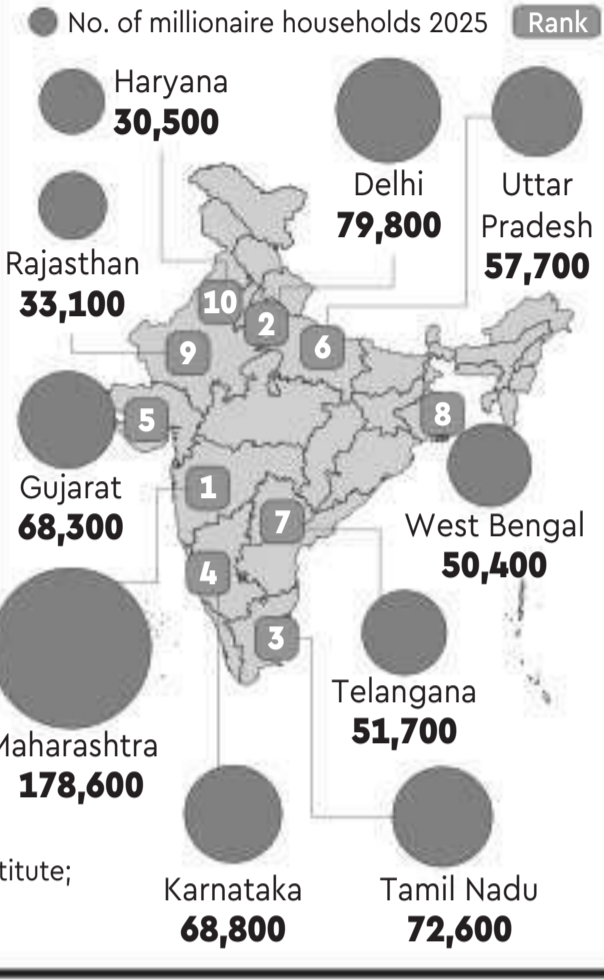 No. of millionaire households 2025
Rank
Haryana
30,500
Delhi
79,800
Uttar
Pradesh
57,700
Rajasthan
33,100
10
2
6
9
5
8
Gujarat
68,300
1
7
West Bengal
50,400
4
3
Telangana
51,700
Maharashtra
178,600
titute;
Karnataka
68,800
Tamil Nadu
72,600